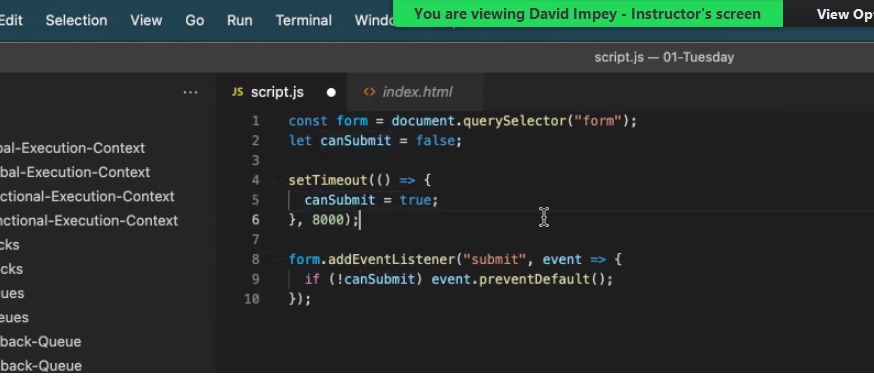 Edit Selection View Go Run Terminal
You are viewing David Impey - Instructor's screen
View
script.js — 01-Tuesday
... JS script.js ● <> index.html
1 const form = document.querySelector("form");
2 let canSubmit = false;
3
4 setTimeout(() => {
5 canSubmit = true;
6 }, 8000);
7
8 form.addEventListener("submit", event => {
9 if (!canSubmit) event.preventDefault();
10 });
bal-Execution-Context
bal-Execution-Context
nctional-Execution-Context
nctional-Execution-Context
cks
cks
ues
eues
back-Queue
back-Queue